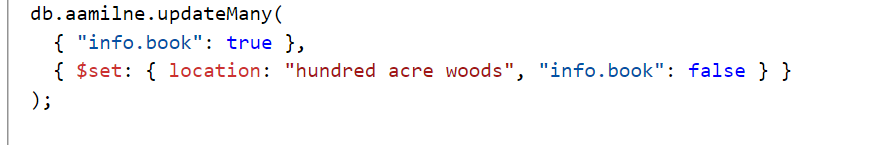 db.aamilne.updateMany(
{ "info.book": true },
{ $set: { location: "hundred acre woods", "info.book": false } }
);